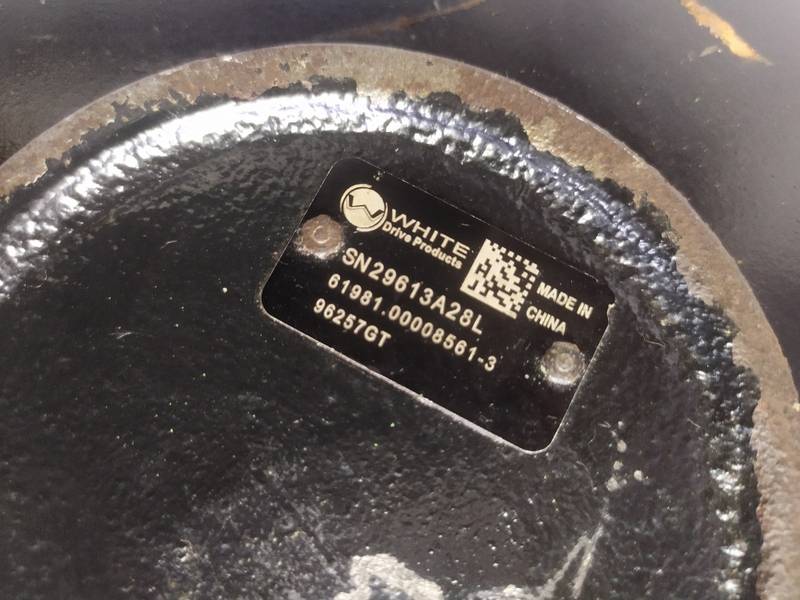 WHITE
Drive Products
SN29613A28L
61981.00008561-3
96257GT
MADE IN
CHINA